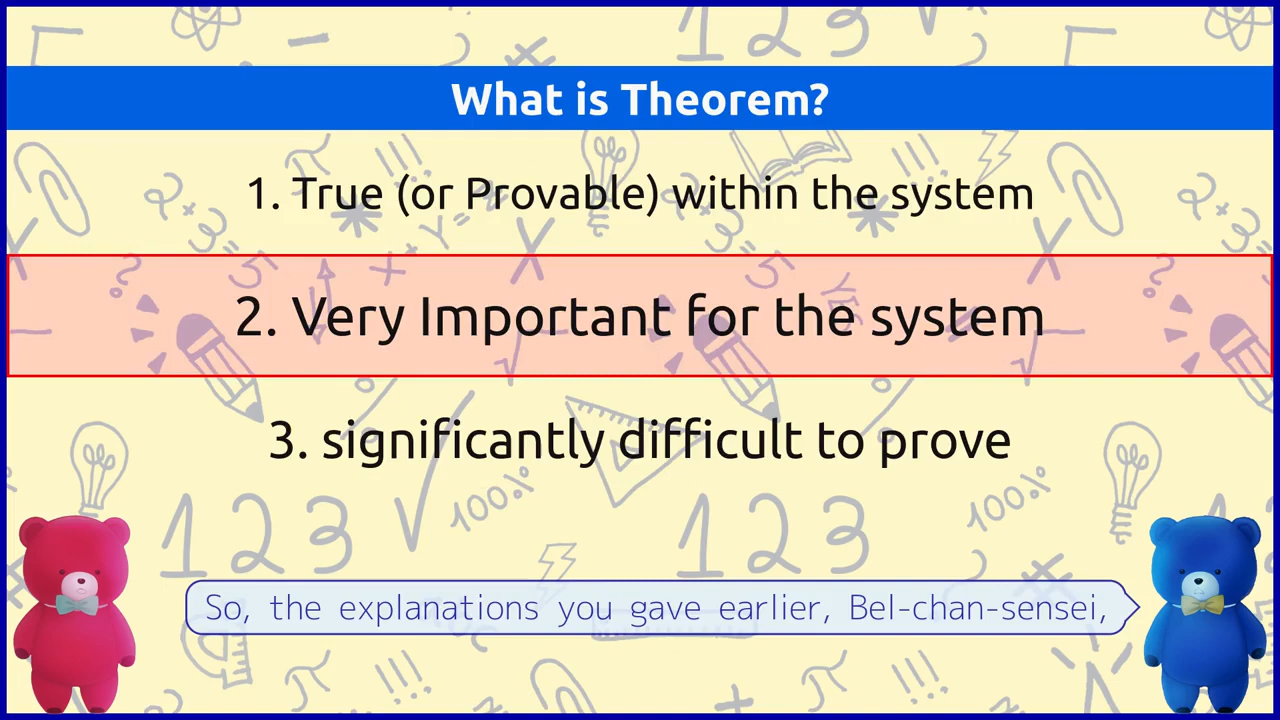 What is Theorem?
1. True (or Provable) within the system
2. Very Important for the system
3. significantly difficult to prove
So, the explanations you gave earlier, Bel-chan-sensei,